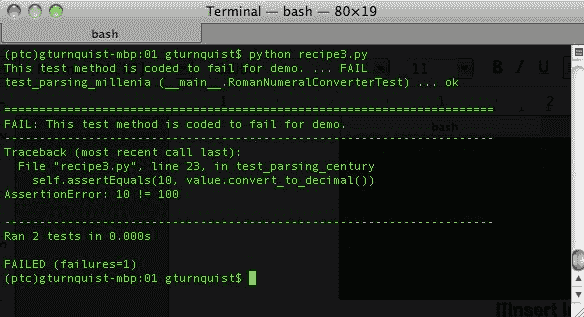 Terminal — bash — 80×19
bash
(ptc)gturnquist-mbp:01 gturnquist$ python recipe3.py
This test method is coded to fail for demo. ... FAIL
test_parsing_millenia (__main__.RomanNumeralConverterTest) ... ok
======================================================================
FAIL: This test method is coded to fail for demo.
----------------------------------------------------------------------
Traceback (most recent call last):
  File "recipe3.py", line 23, in test_parsing_century
    self.assertEquals(10, value.convert_to_decimal())
AssertionError: 10 != 100
----------------------------------------------------------------------
Ran 2 tests in 0.000s
FAILED (failures=1)
(ptc)gturnquist-mbp:01 gturnquist$